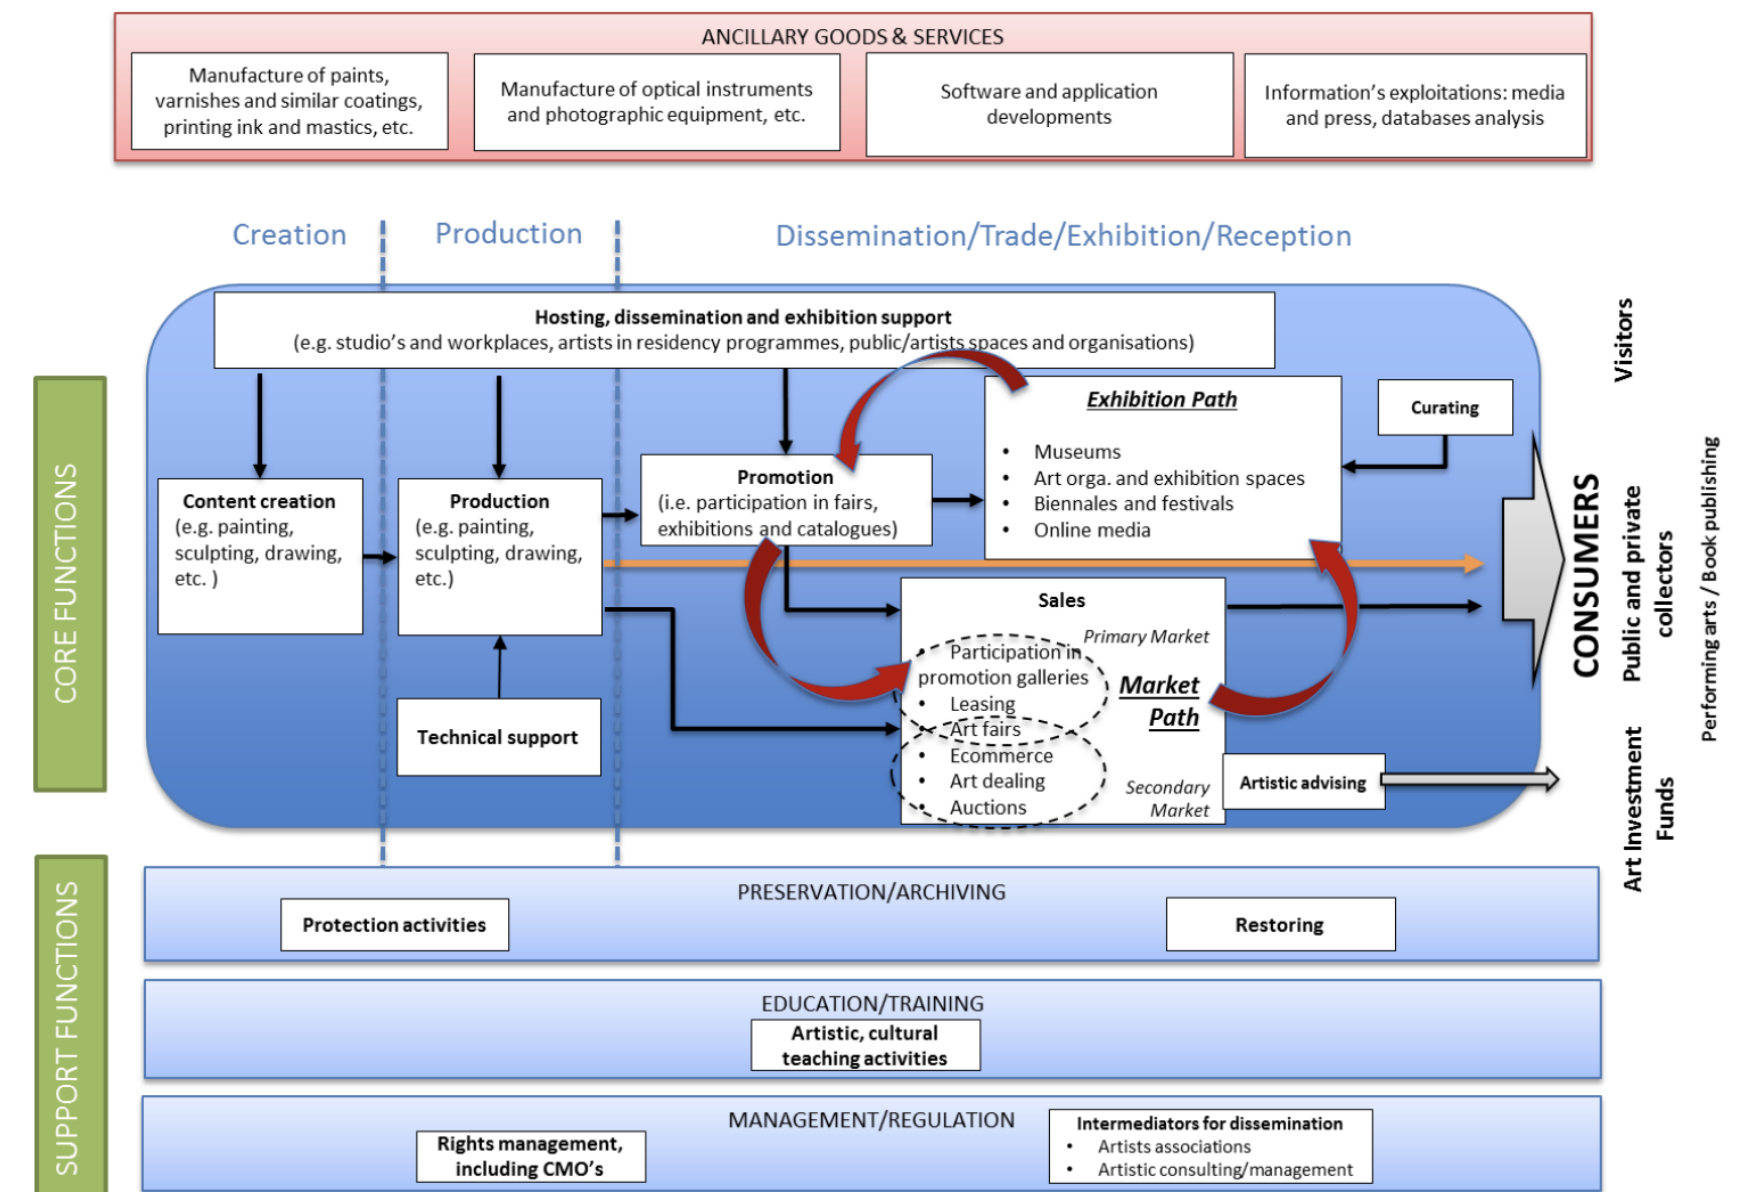 ANCILLARY GOODS & SERVICES
Manufacture of paints,
varnishes and similar coatings,
printing ink and mastics, etc.
Manufacture of optical instruments
and photographic equipment, etc.
Software and application
developments
Information's exploitations: media
and press, databases analysis
Creation
Production
Dissemination/Trade/Exhibition/Reception
CORE FUNCTIONS
Hosting, dissemination and exhibition support
(e.g. studio's and workplaces, artists in residency programmes, public/artists spaces and organisations)
Content creation
(e.g. painting,
sculpting, drawing,
etc. )
Production
(e.g. painting,
sculpting, drawing,
etc.)
Technical support
Promotion
(i.e. participation in fairs,
exhibitions and catalogues)
Exhibition Path
• Museums
• Art orga. and exhibition spaces
• Biennales and festivals
• Online media
Curating
Sales
Primary Market
• Participation in
promotion galleries
• Leasing
• Art fairs
• Ecommerce
• Art dealing
• Auctions
Market
Path
Secondary
Market
Artistic advising
CONSUMERS
Visitors
Public and private
collectors
Art Investment
Funds
Performing arts / Book publishing
SUPPORT FUNCTIONS
PRESERVATION/ARCHIVING
Protection activities
Restoring
EDUCATION/TRAINING
Artistic, cultural
teaching activities
MANAGEMENT/REGULATION
Rights management,
including CMO's
Intermediators for dissemination
• Artists associations
• Artistic consulting/management